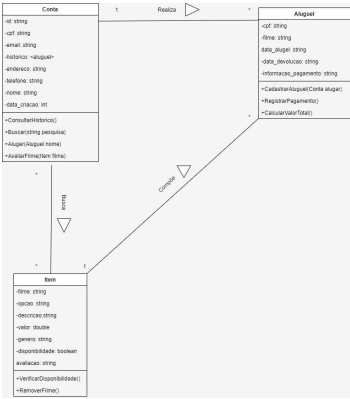 Conta
-id: string
-cpf: string
-email: string
-historico: <aluguel>
-endereco: string
-telefone: string
-nome: string
-data_criacao: int
+ConsultarHistorico()
+Buscar(string pesquisa)
+Alugar(Aluguel nome)
+AvaliarFilme(Item filme)
1
Realiza
*
Aluguel
-cpf: string
-filme: string
data_alugel: string
-data_devolucao: string
-informacao_pagamento: string
+CadastrarAluguel(Conta alugar)
+RegistrarPagamento()
+CalcularValorTotal()
*
*
Busca
Compõe
*
1
Item
-filme: string
-opcao: string
-descricao:string
-valor: double
-genero: string
-disponibilidade: boolean
avaliacao: string
+VerificarDisponibilidade()
+RemoverFilme()